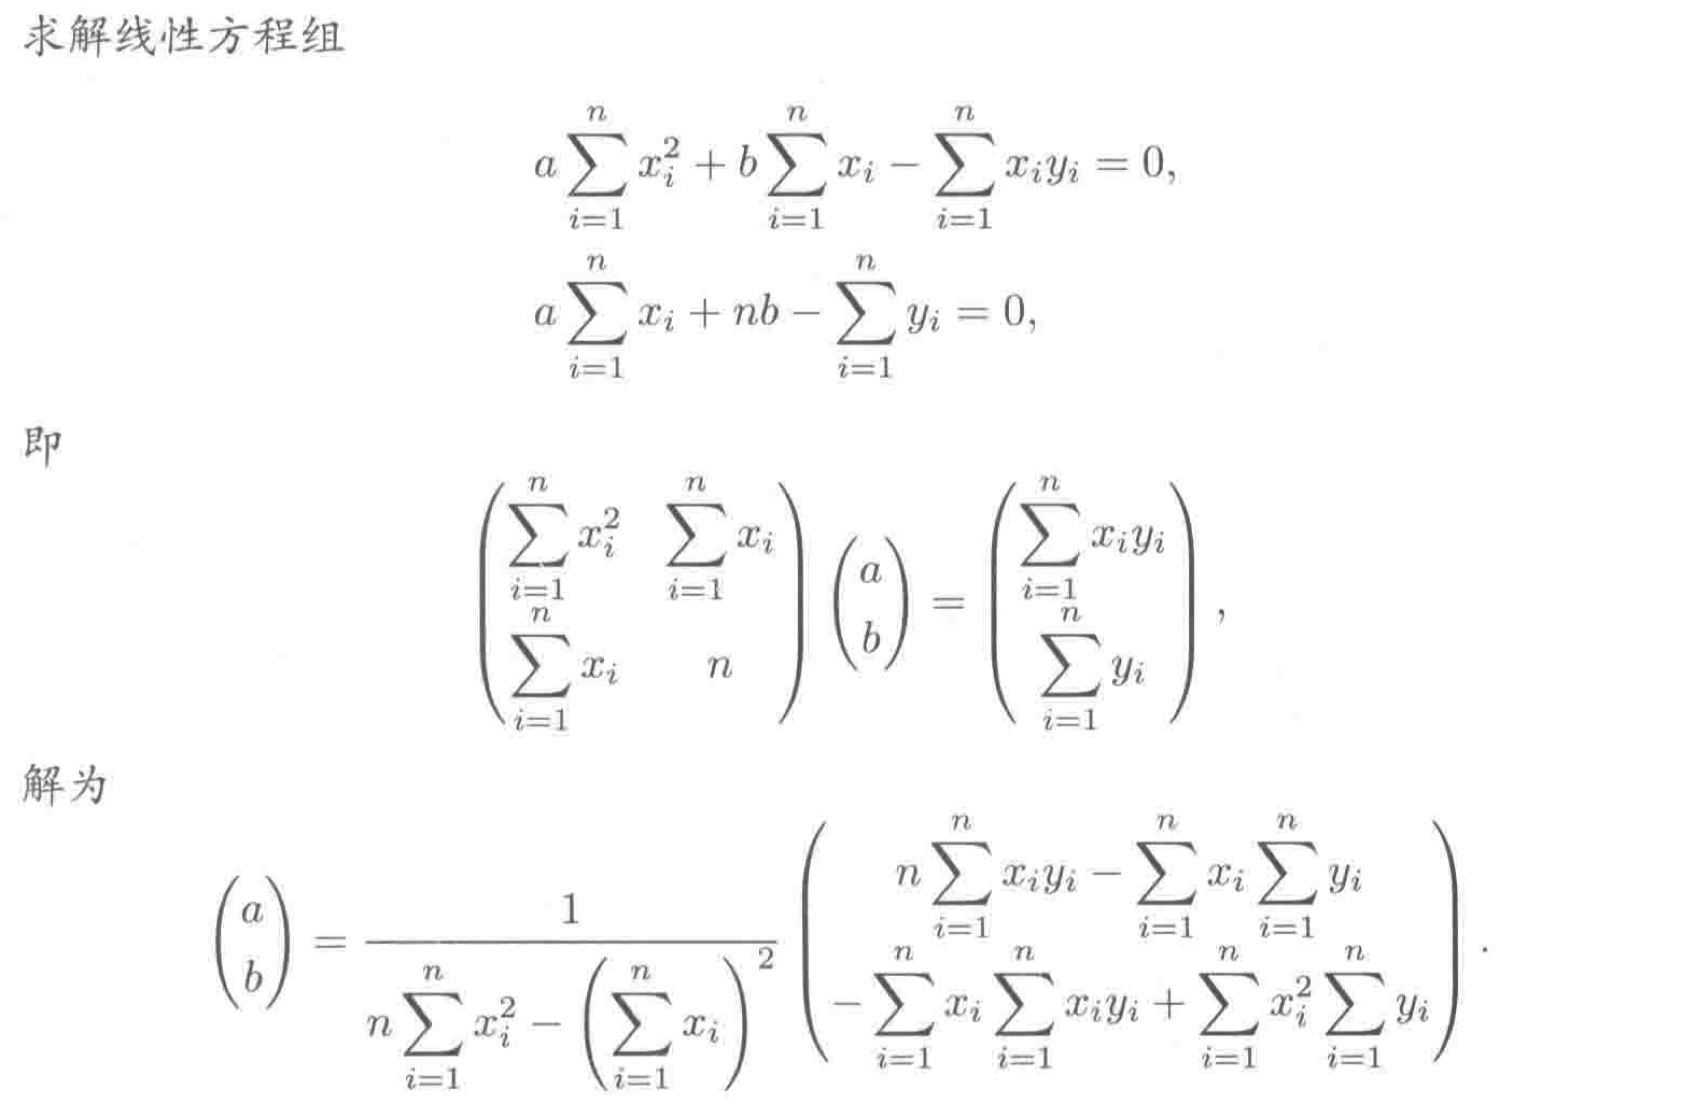 求解线性方程组
$$a\sum_{i=1}^{n} x_i^2 + b\sum_{i=1}^{n} x_i - \sum_{i=1}^{n} x_i y_i = 0,$$
$$a\sum_{i=1}^{n} x_i + nb - \sum_{i=1}^{n} y_i = 0,$$
即
$$\begin{pmatrix} \sum_{i=1}^{n} x_i^2 & \sum_{i=1}^{n} x_i \\ \sum_{i=1}^{n} x_i & n \end{pmatrix} \begin{pmatrix} a \\ b \end{pmatrix} = \begin{pmatrix} \sum_{i=1}^{n} x_i y_i \\ \sum_{i=1}^{n} y_i \end{pmatrix},$$
解为
$$\begin{pmatrix} a \\ b \end{pmatrix} = \frac{1}{n\sum_{i=1}^{n} x_i^2 - \left(\sum_{i=1}^{n} x_i\right)^2} \begin{pmatrix} n\sum_{i=1}^{n} x_i y_i - \sum_{i=1}^{n} x_i \sum_{i=1}^{n} y_i \\ -\sum_{i=1}^{n} x_i \sum_{i=1}^{n} x_i y_i + \sum_{i=1}^{n} x_i^2 \sum_{i=1}^{n} y_i \end{pmatrix}.$$